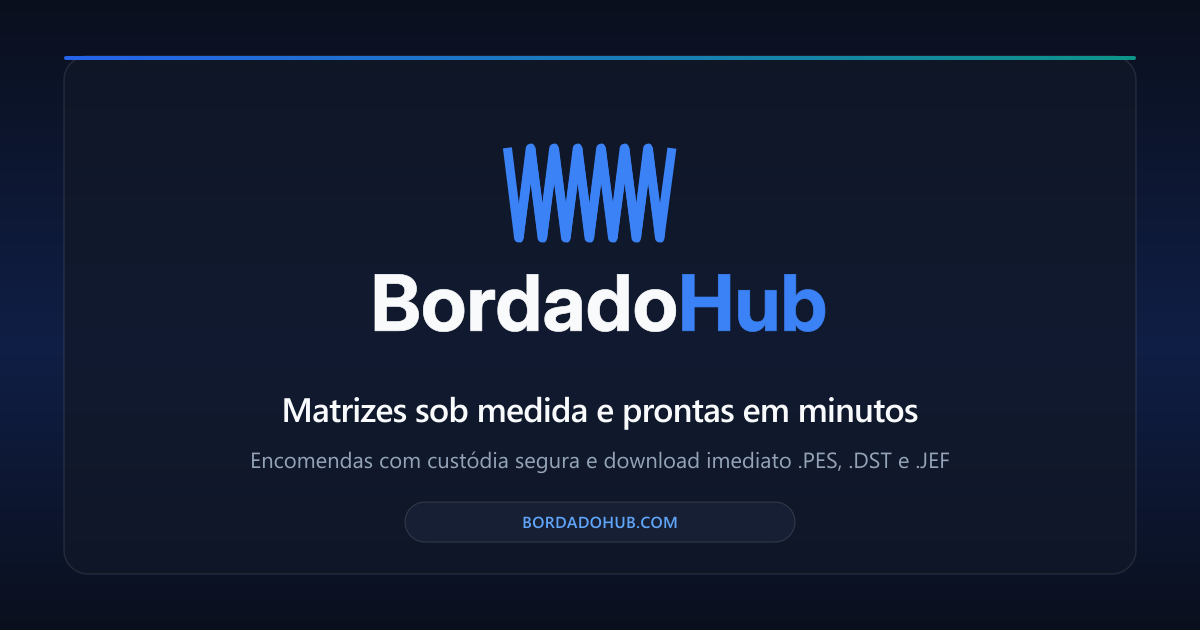 BordadoHub
Matrizes sob medida e prontas em minutos
Encomendas com custódia segura e download imediato .PES, .DST e .JEF
BORDADOHUB.COM